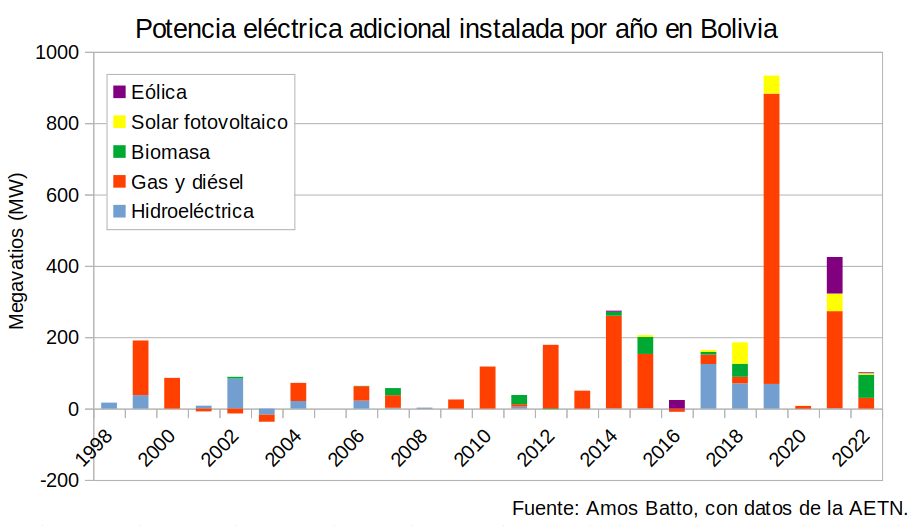 Potencia eléctrica adicional instalada por año en Bolivia
1000
800
600
400
200
0
-200
Megavatios (MW)
Eólica
Solar fotovoltaico
Biomasa
Gas y diésel
Hidroeléctrica
1998
2000
2002
2004
2006
2008
2010
2012
2014
2016
2018
2020
2022
Fuente: Amos Batto, con datos de la AETN.